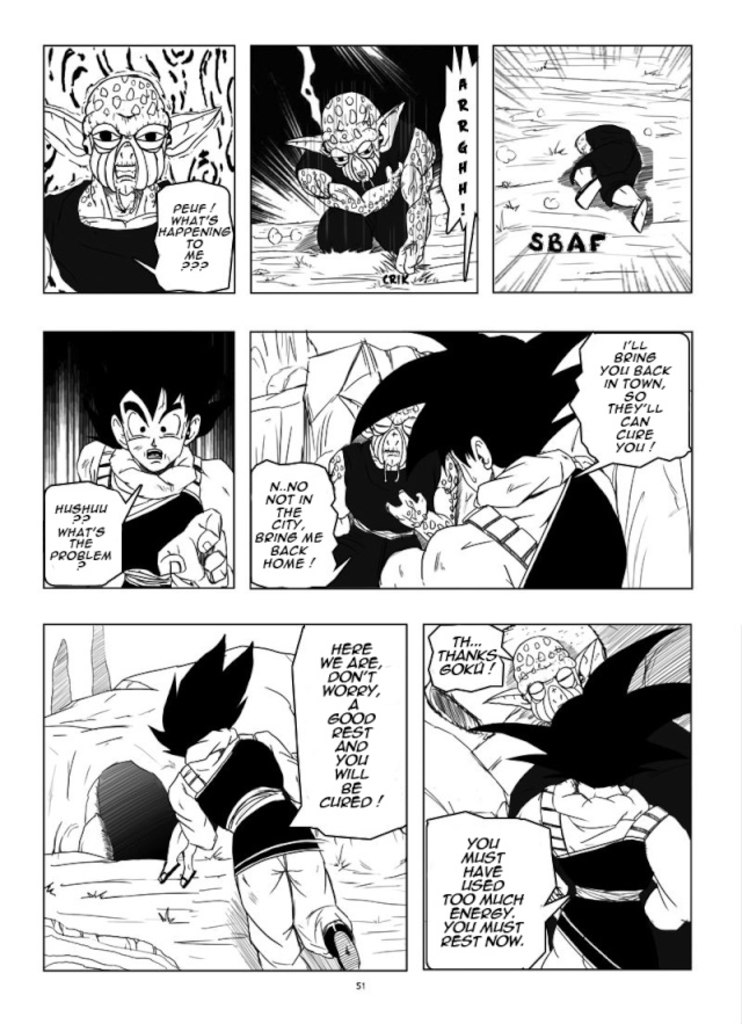 PEUF !
WHAT'S
HAPPENING
TO
ME
???
ARRGHH!
CRIK
SBAF
HUSHUU
??
WHAT'S
THE
PROBLEM
?
I'LL
BRING
YOU BACK
IN TOWN,
SO
THEY'LL
CAN
CURE
YOU !
N..NO
NOT IN
THE
CITY,
BRING ME
BACK
HOME !
HERE
WE ARE,
DON'T
WORRY,
A
GOOD
REST
AND
YOU
WILL
BE
CURED !
TH...
THANKS
GOKU !
YOU
MUST
HAVE
USED
TOO MUCH
ENERGY.
YOU MUST
REST NOW.
51